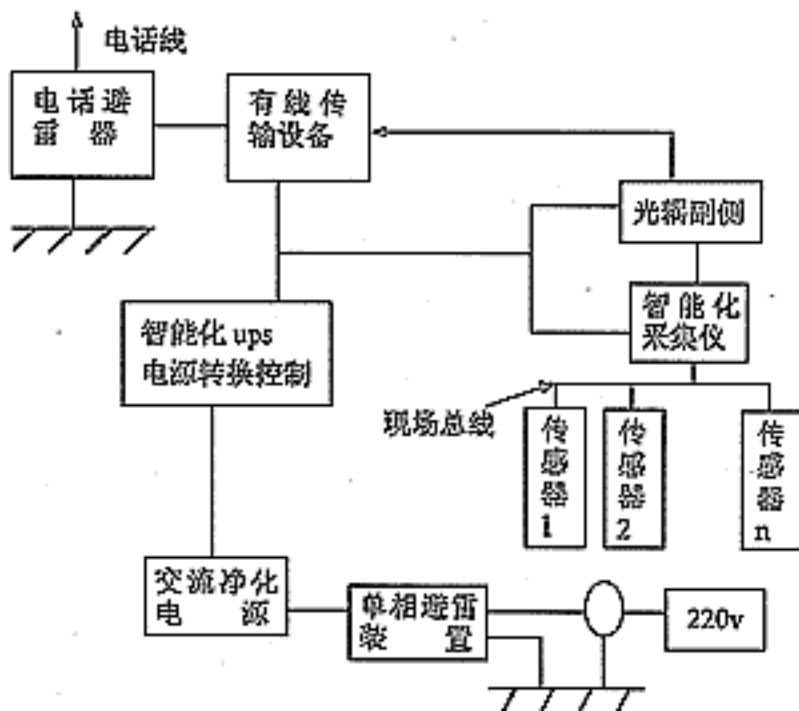 电话线
电话避
雷器
有线传
输设备
光耦副侧
智能化
采集仪
智能化 ups
电源转换控制
现场总线
传感器1
传感器2
传感器n
交流净化
电源
单相避雷
装置
220v